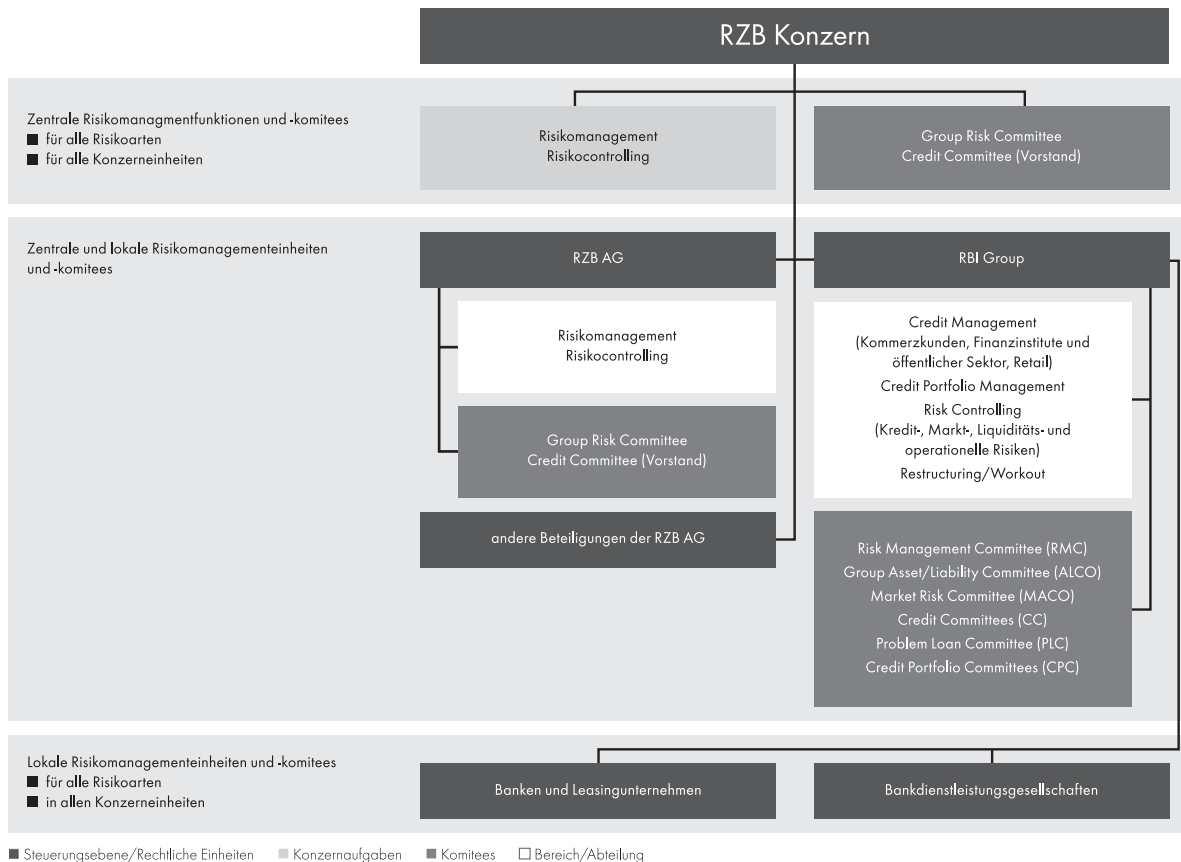 RZB Konzern
Zentrale Risikomanagmentfunktionen und -komitees
■ für alle Risikoarten
■ für alle Konzerneinheiten
Risikomanagement
Risikocontrolling
Group Risk Committee
Credit Committee (Vorstand)
Zentrale und lokale Risikomanagementeinheiten
und -komitees
RZB AG
RBI Group
Risikomanagement
Risikocontrolling
Group Risk Committee
Credit Committee (Vorstand)
andere Beteiligungen der RZB AG
Credit Management
(Kommerzkunden, Finanzinstitute und
öffentlicher Sektor, Retail)
Credit Portfolio Management
Risk Controlling
(Kredit-, Markt-, Liquiditäts- und
operationelle Risiken)
Restructuring/Workout
Risk Management Committee (RMC)
Group Asset/Liability Committee (ALCO)
Market Risk Committee (MACO)
Credit Committees (CC)
Problem Loan Committee (PLC)
Credit Portfolio Committees (CPC)
Lokale Risikomanagementeinheiten und -komitees
■ für alle Risikoarten
■ in allen Konzerneinheiten
Banken und Leasingunternehmen
Bankdienstleistungsgesellschaften
■ Steuerungsebene/Rechtliche Einheiten ■ Konzernaufgaben ■ Komitees □ Bereich/Abteilung